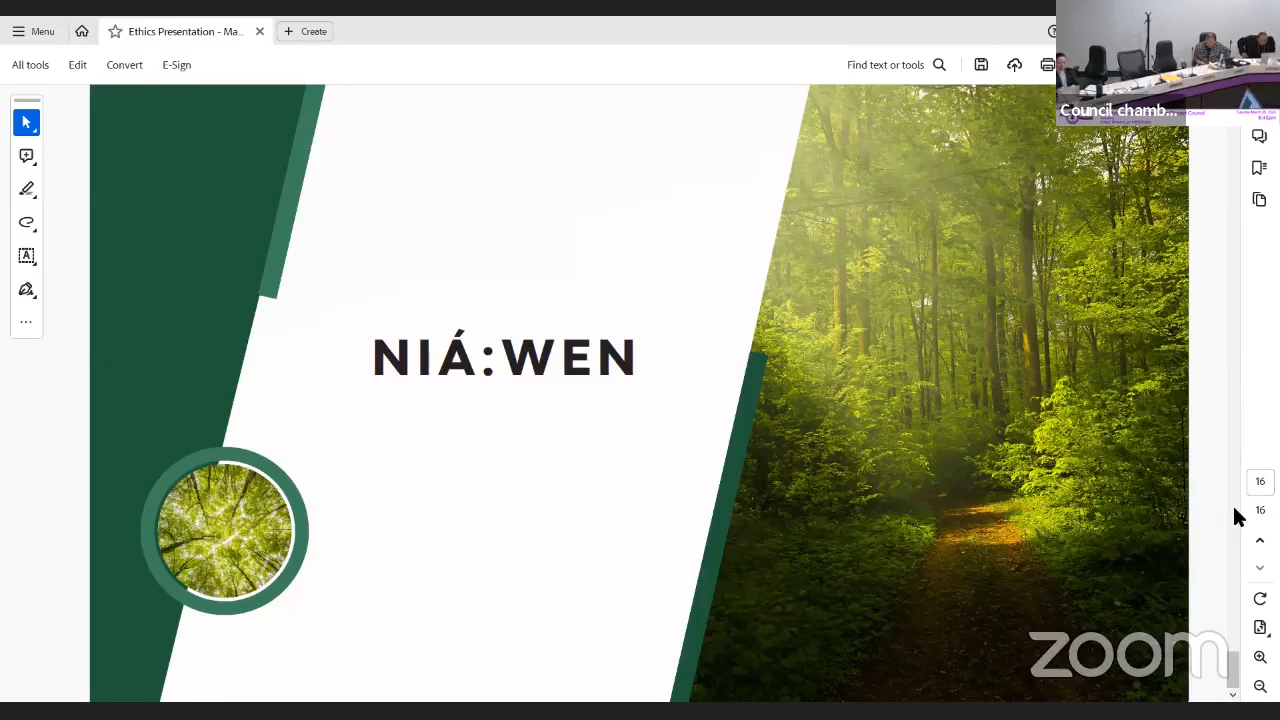 Menu
Ethics Presentation - Ma...
Create
All tools
Edit
Convert
E-Sign
Find text or tools
Council chamb...
NIÁ:WEN
16
16
zoom